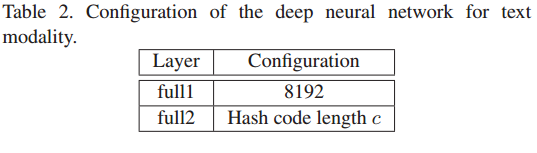 Table 2. Configuration of the deep neural network for text
modality.
Layer Configuration
full1 8192
full2 Hash code length c